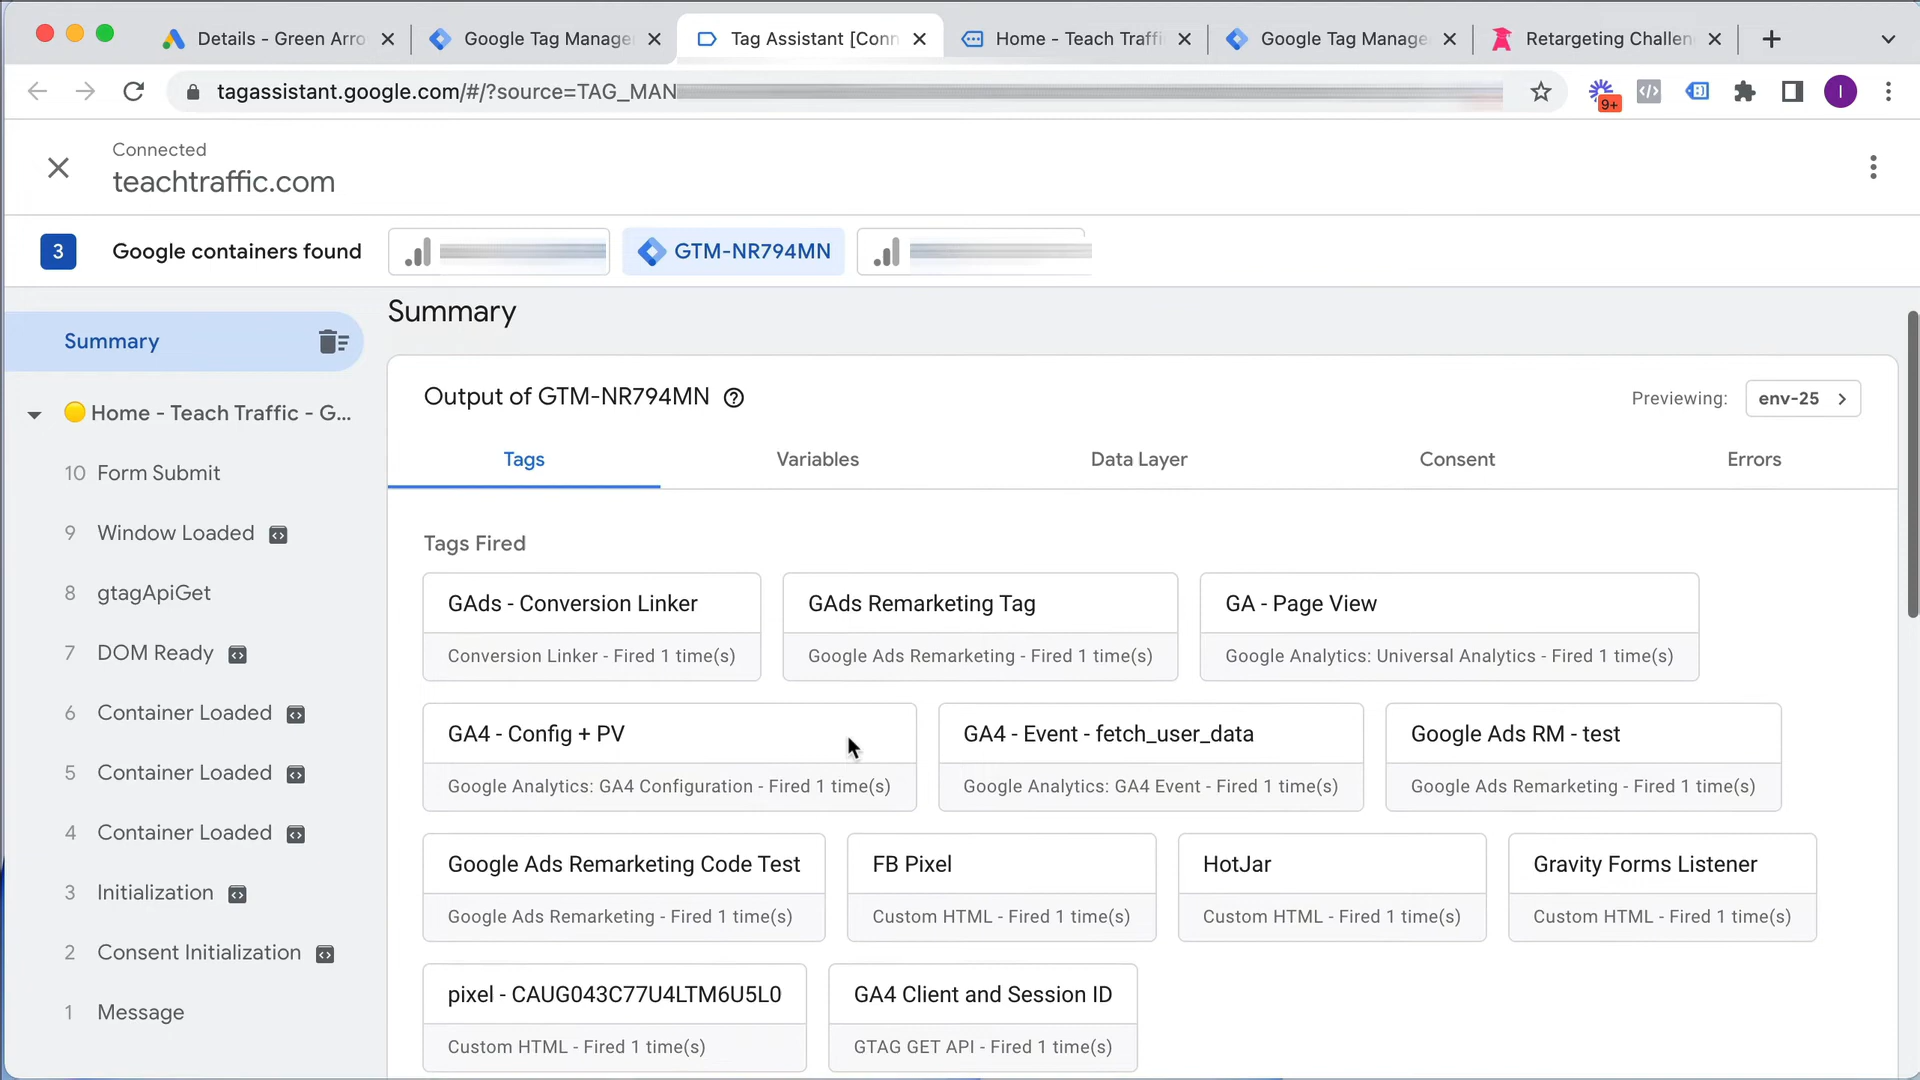 Details - Green Arro
Google Tag Manage
Tag Assistant [Conn
Home - Teach Traffi
Google Tag Manage
Retargeting Challen
tagassistant.google.com/#/?source=TAG_MAN
9+
I
Connected
teachtraffic.com
3 Google containers found
GTM-NR794MN
Summary
Home - Teach Traffic - G...
10 Form Submit
9 Window Loaded
8 gtagApiGet
7 DOM Ready
6 Container Loaded
5 Container Loaded
4 Container Loaded
3 Initialization
2 Consent Initialization
1 Message
Summary
Output of GTM-NR794MN
Previewing: env-25
Tags Variables Data Layer Consent Errors
Tags Fired
GAds - Conversion Linker
Conversion Linker - Fired 1 time(s)
GAds Remarketing Tag
Google Ads Remarketing - Fired 1 time(s)
GA - Page View
Google Analytics: Universal Analytics - Fired 1 time(s)
GA4 - Config + PV
Google Analytics: GA4 Configuration - Fired 1 time(s)
GA4 - Event - fetch_user_data
Google Analytics: GA4 Event - Fired 1 time(s)
Google Ads RM - test
Google Ads Remarketing - Fired 1 time(s)
Google Ads Remarketing Code Test
Google Ads Remarketing - Fired 1 time(s)
FB Pixel
Custom HTML - Fired 1 time(s)
HotJar
Custom HTML - Fired 1 time(s)
Gravity Forms Listener
Custom HTML - Fired 1 time(s)
pixel - CAUG043C77U4LTM6U5L0
Custom HTML - Fired 1 time(s)
GA4 Client and Session ID
GTAG GET API - Fired 1 time(s)